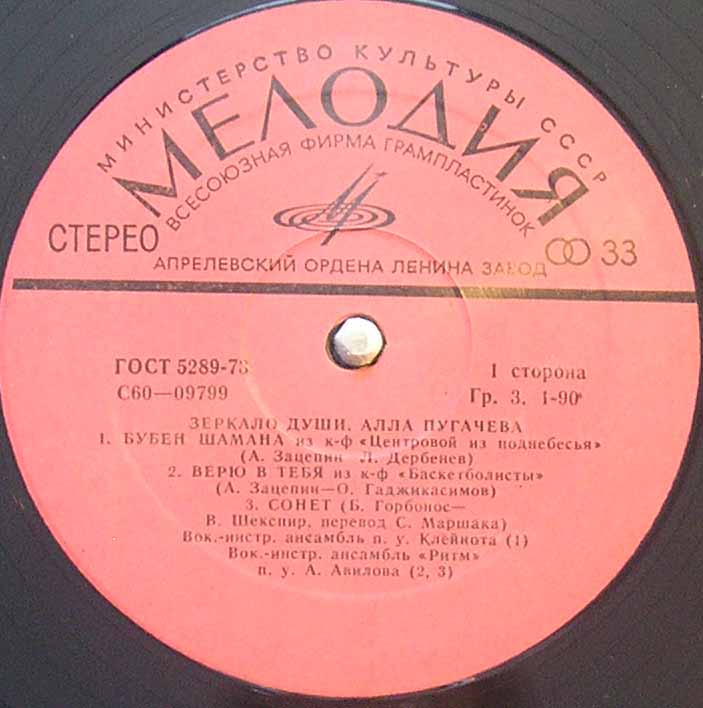 МИНИСТЕРСТВО КУЛЬТУРЫ СССР
МЕЛОДИЯ
ВСЕСОЮЗНАЯ ФИРМА ГРАМПЛАСТИНОК
СТЕРЕО
33
АПРЕЛЕВСКИЙ ОРДЕНА ЛЕНИНА ЗАВОД
ГОСТ 5289-73
1 сторона
С60—09799
Гр. 3. 1-90
ЗЕРКАЛО ДУШИ. АЛЛА ПУГАЧЕВА
1. БУБЕН ШАМАНА из к-ф «Центровой из поднебесья»
(А. Зацепин Л. Дербенев)
2. ВЕРЮ В ТЕБЯ из к-ф «Баскетболисты»
(А. Зацепин—О. Гаджикасимов)
3. СОНЕТ (Б. Горбонос—
В. Шекспир, перевод С. Маршака)
Вок.-инстр. ансамбль п. у. Клейнота (1)
Вок.-инстр. ансамбль «Ритм»
п. у. А. Авилова (2, 3)